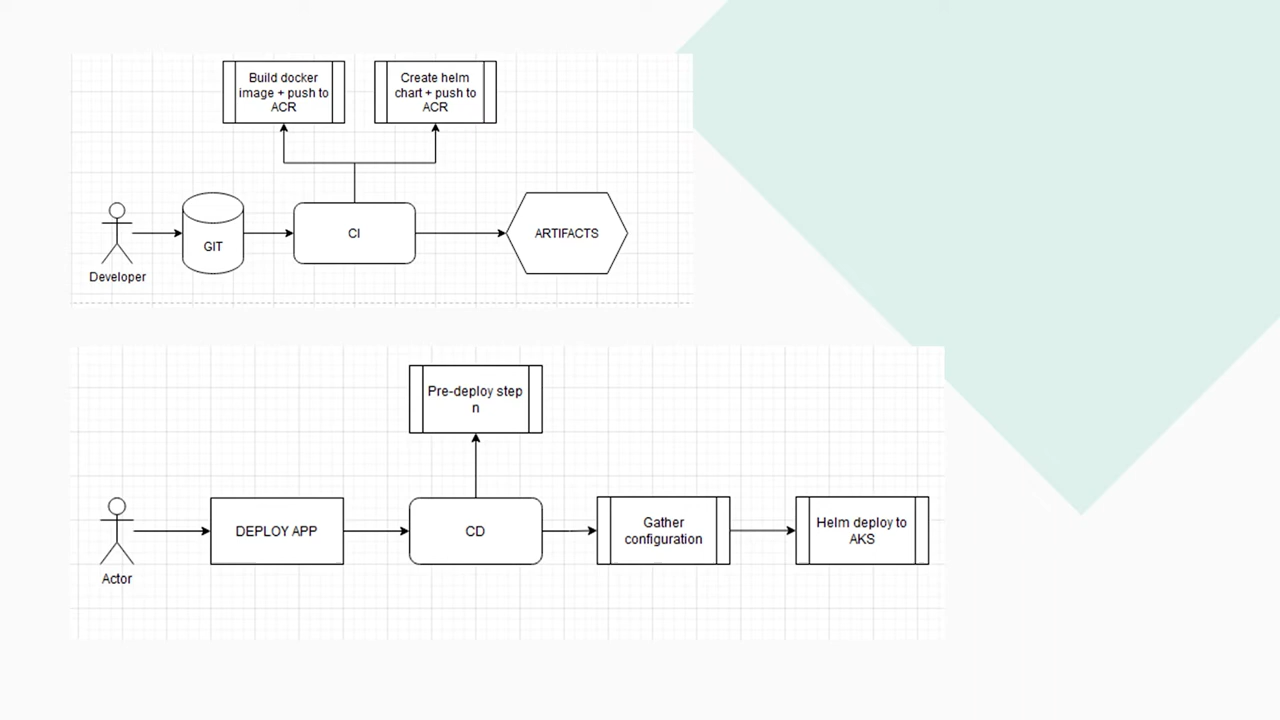 Build docker
image + push to
ACR
Create helm
chart + push to
ACR
Developer
GIT
CI
ARTIFACTS
Pre-deploy step
n
Actor
DEPLOY APP
CD
Gather
configuration
Helm deploy to
AKS